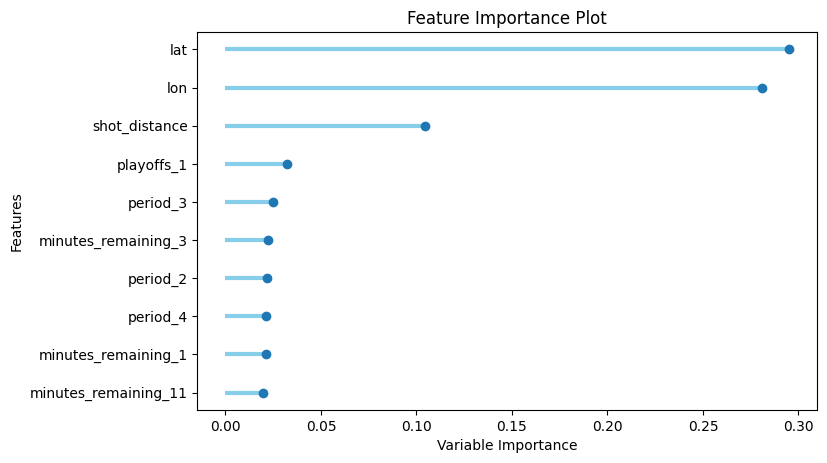 Feature Importance Plot
Features
lat
lon
shot_distance
playoffs_1
period_3
minutes_remaining_3
period_2
period_4
minutes_remaining_1
minutes_remaining_11
0.00 0.05 0.10 0.15 0.20 0.25 0.30
Variable Importance